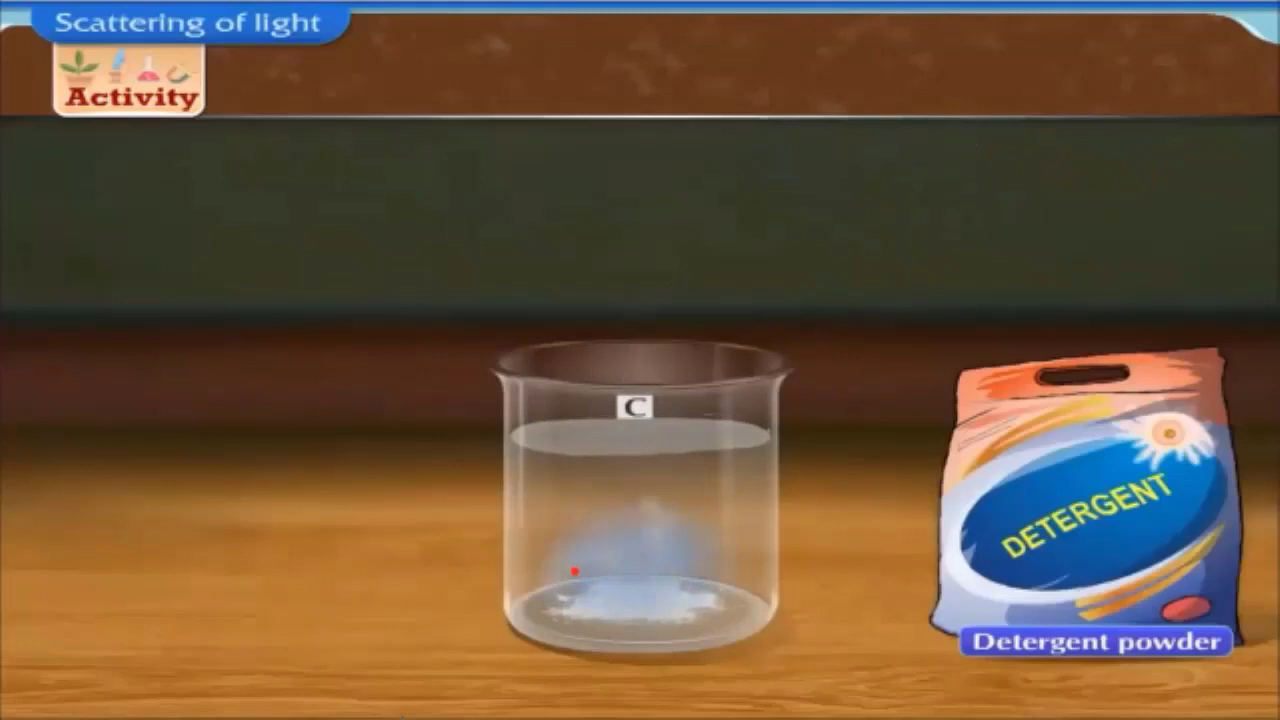 Scattering of light
Activity
C
DETERGENT
Detergent powder